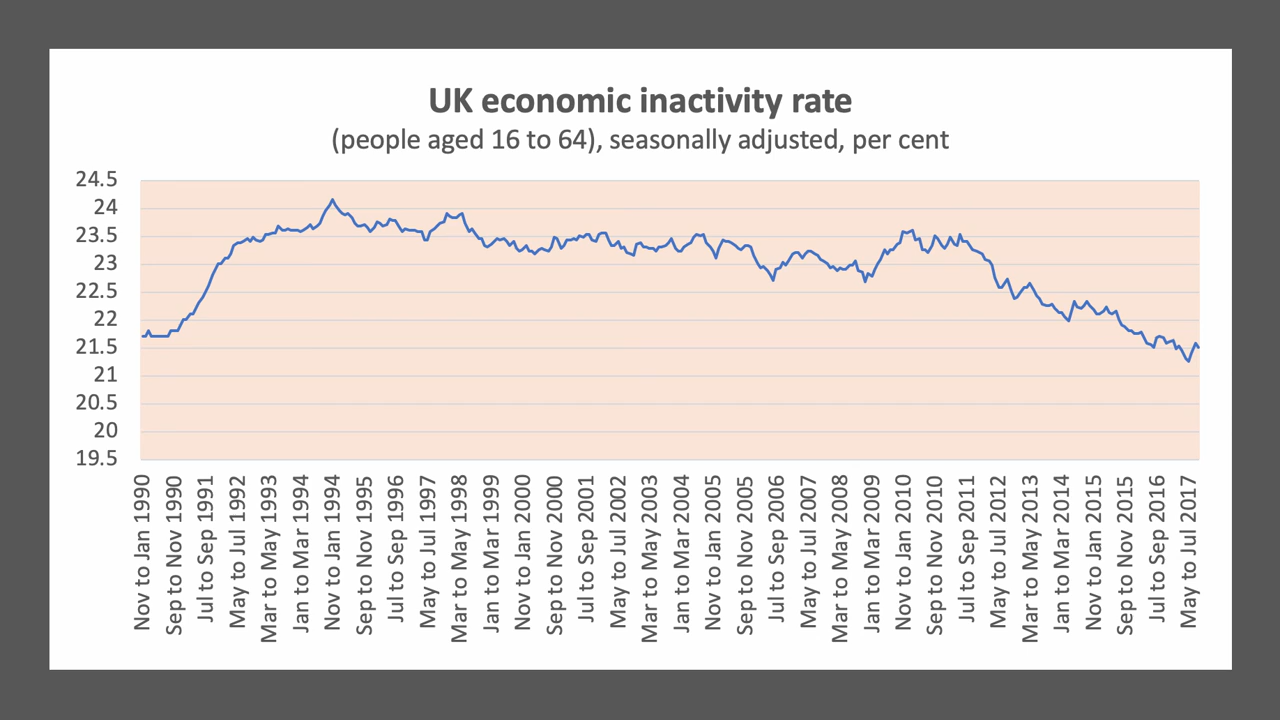 UK economic inactivity rate
(people aged 16 to 64), seasonally adjusted, per cent
24.5
24
23.5
23
22.5
22
21.5
21
20.5
20
19.5
Nov to Jan 1990
Sep to Nov 1990
Jul to Sep 1991
May to Jul 1992
Mar to May 1993
Jan to Mar 1994
Nov to Jan 1994
Sep to Nov 1995
Jul to Sep 1996
May to Jul 1997
Mar to May 1998
Jan to Mar 1999
Nov to Jan 2000
Sep to Nov 2000
Jul to Sep 2001
May to Jul 2002
Mar to May 2003
Jan to Mar 2004
Nov to Jan 2005
Sep to Nov 2005
Jul to Sep 2006
May to Jul 2007
Mar to May 2008
Jan to Mar 2009
Nov to Jan 2010
Sep to Nov 2010
Jul to Sep 2011
May to Jul 2012
Mar to May 2013
Jan to Mar 2014
Nov to Jan 2015
Sep to Nov 2015
Jul to Sep 2016
May to Jul 2017